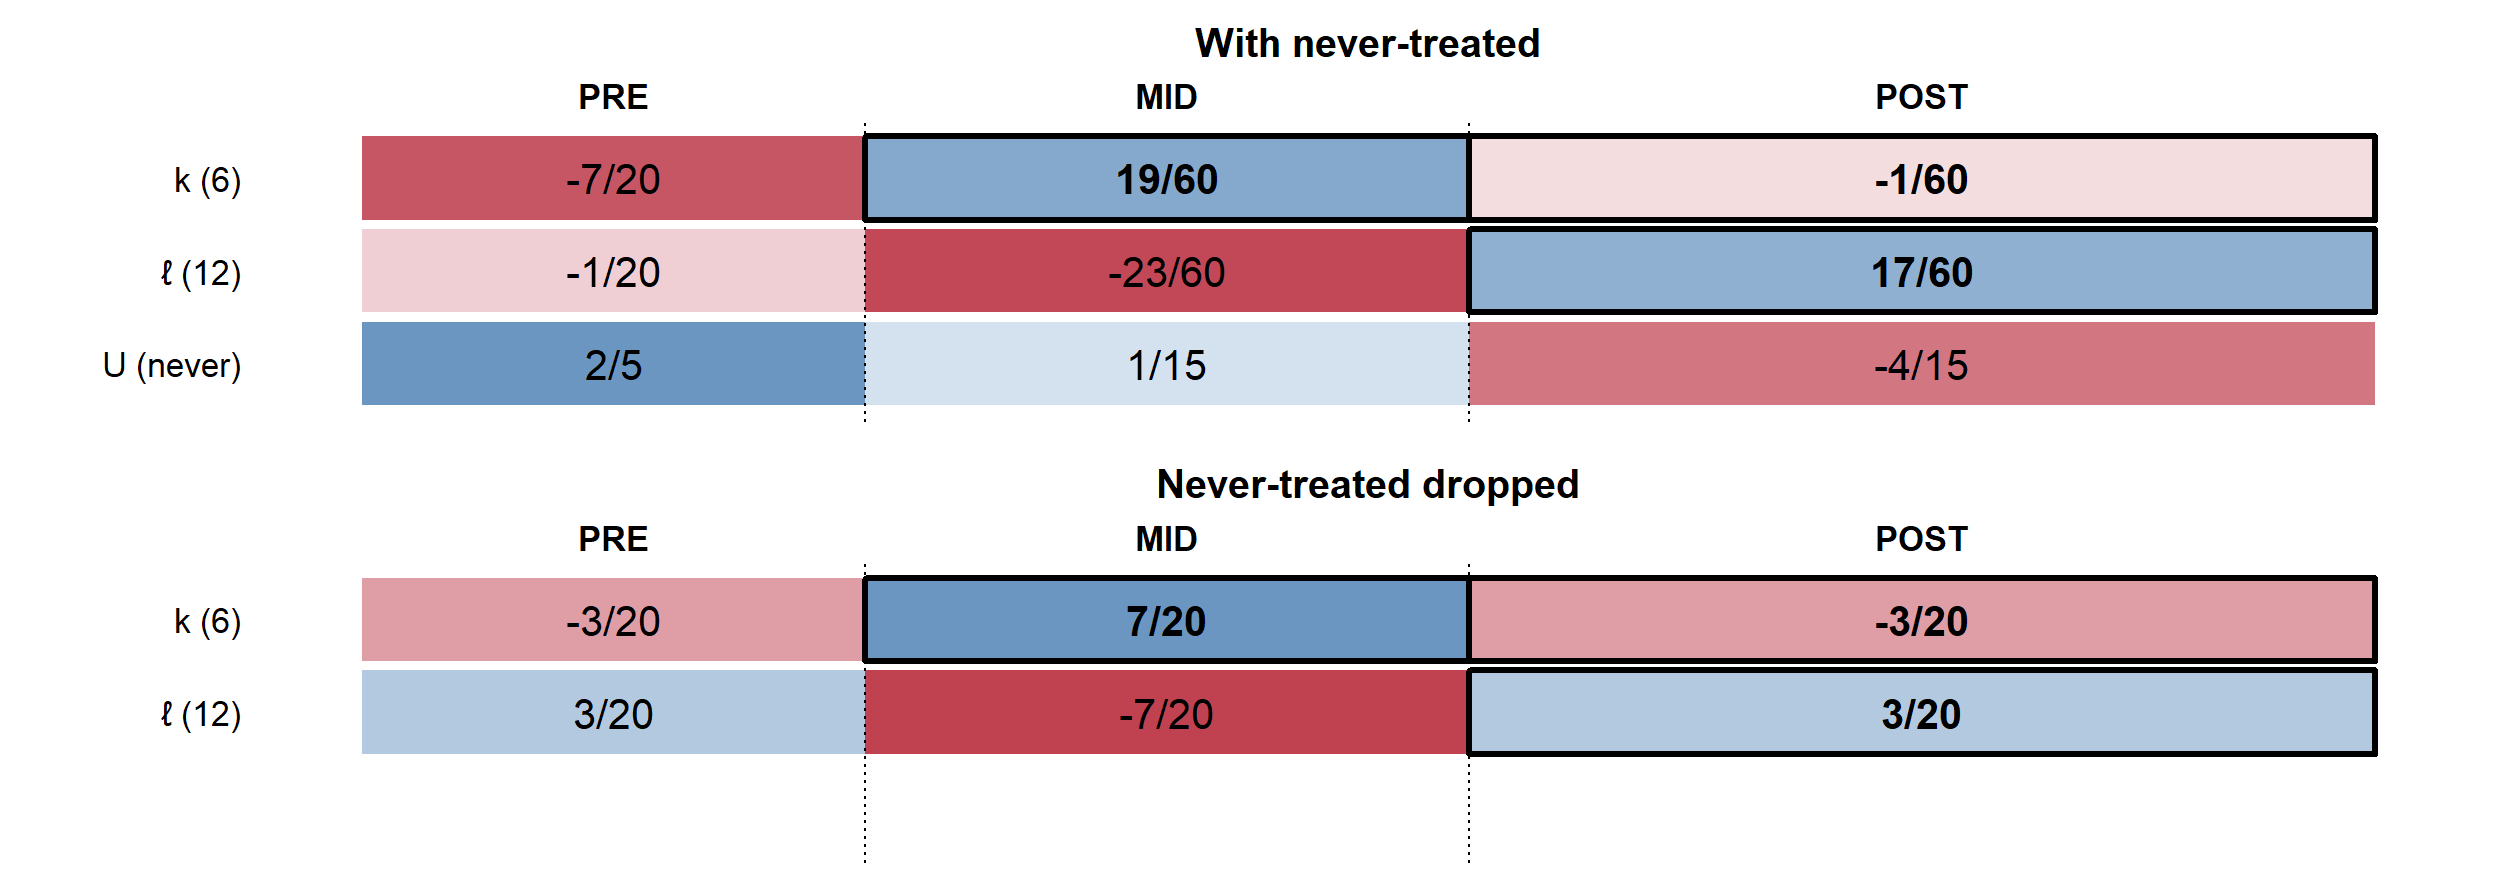 With never-treated
PRE MID POST
k (6) -7/20 19/60 -1/60
ℓ (12) -1/20 -23/60 17/60
U (never) 2/5 1/15 -4/15
Never-treated dropped
PRE MID POST
k (6) -3/20 7/20 -3/20
ℓ (12) 3/20 -7/20 3/20